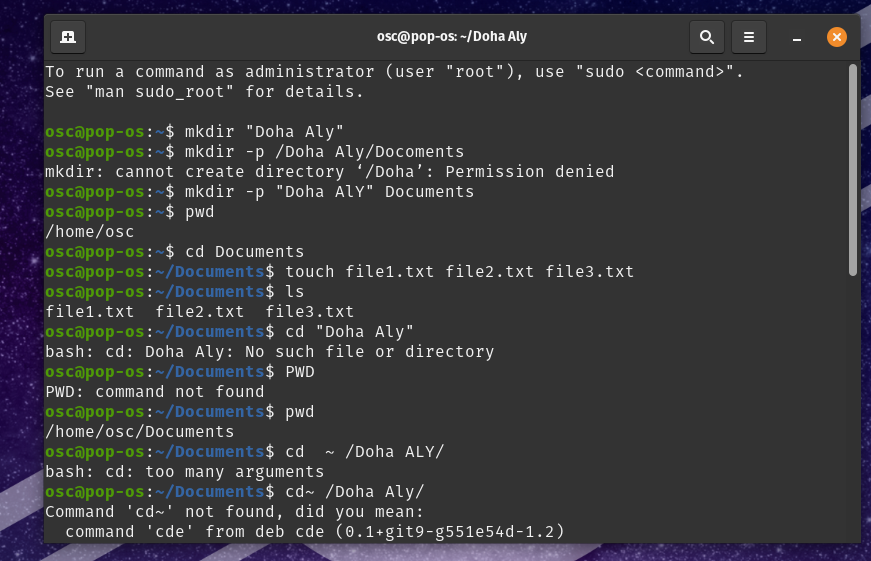 osc@pop-os: ~/Doha Aly
To run a command as administrator (user "root"), use "sudo <command>".
See "man sudo_root" for details.
osc@pop-os:~$ mkdir "Doha Aly"
osc@pop-os:~$ mkdir -p /Doha Aly/Docoments
mkdir: cannot create directory ‘/Doha’: Permission denied
osc@pop-os:~$ mkdir -p "Doha AlY" Documents
osc@pop-os:~$ pwd
/home/osc
osc@pop-os:~$ cd Documents
osc@pop-os:~/Documents$ touch file1.txt file2.txt file3.txt
osc@pop-os:~/Documents$ ls
file1.txt  file2.txt  file3.txt
osc@pop-os:~/Documents$ cd "Doha Aly"
bash: cd: Doha Aly: No such file or directory
osc@pop-os:~/Documents$ PWD
PWD: command not found
osc@pop-os:~/Documents$ pwd
/home/osc/Documents
osc@pop-os:~/Documents$ cd  ~ /Doha ALY/
bash: cd: too many arguments
osc@pop-os:~/Documents$ cd~ /Doha Aly/
Command 'cd~' not found, did you mean:
  command 'cde' from deb cde (0.1+git9-g551e54d-1.2)